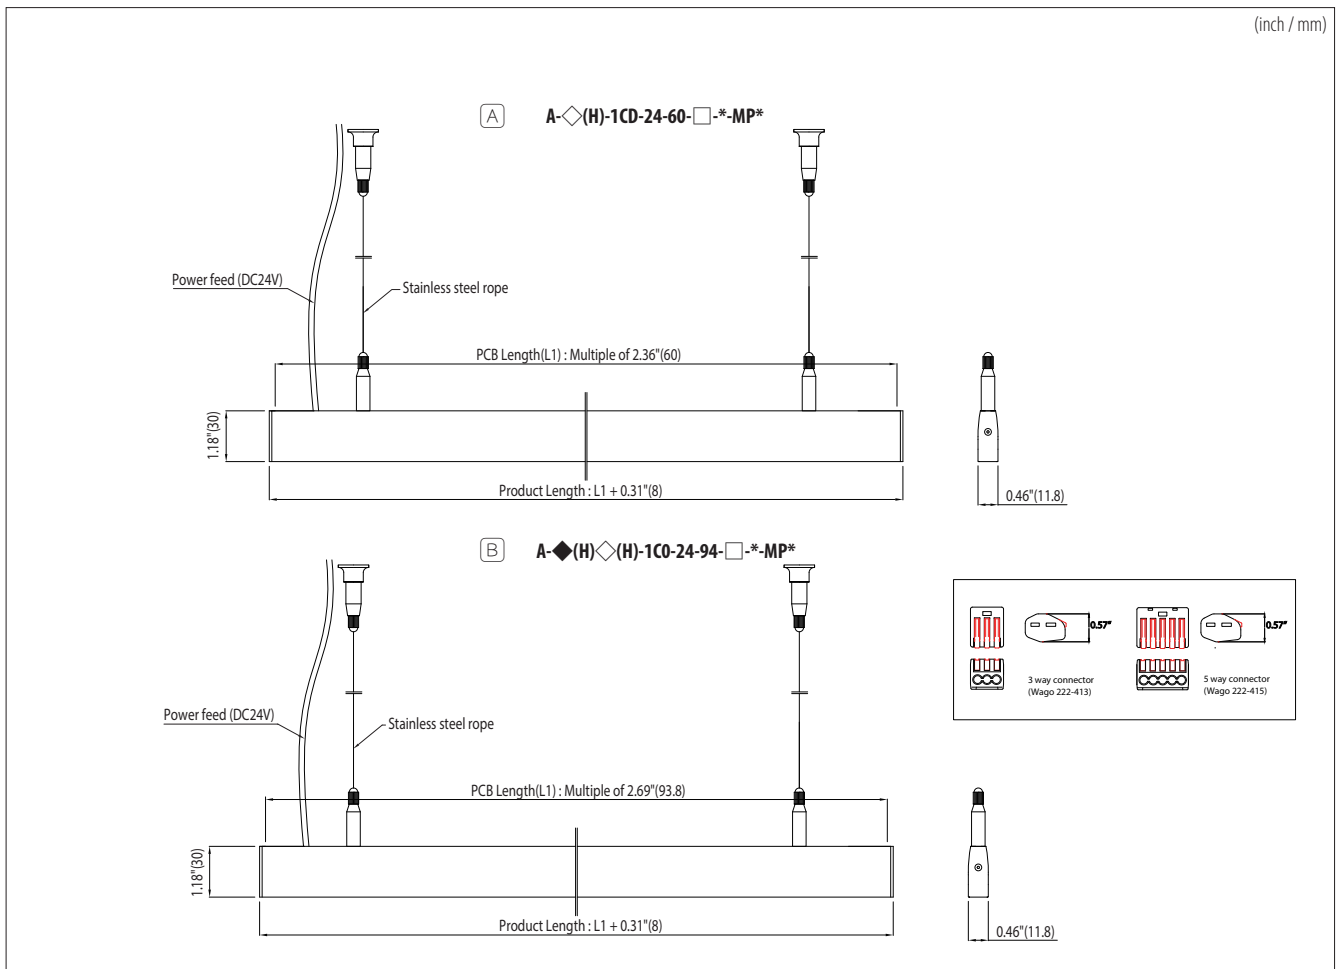 (inch / mm)
A A-◇(H)-1CD-24-60-□-*-MP*
Power feed (DC24V)
Stainless steel rope
PCB Length(L1) : Multiple of 2.36"(60)
1.18"(30)
Product Length : L1 + 0.31"(8)
0.46"(11.8)
B A-◆(H)◇(H)-1C0-24-94-□-*-MP*
0.57"
0.57"
3 way connector
(Wago 222-413)
5 way connector
(Wago 222-415)
Power feed (DC24V)
Stainless steel rope
PCB Length(L1) : Multiple of 2.69"(93.8)
1.18"(30)
Product Length : L1 + 0.31"(8)
0.46"(11.8)